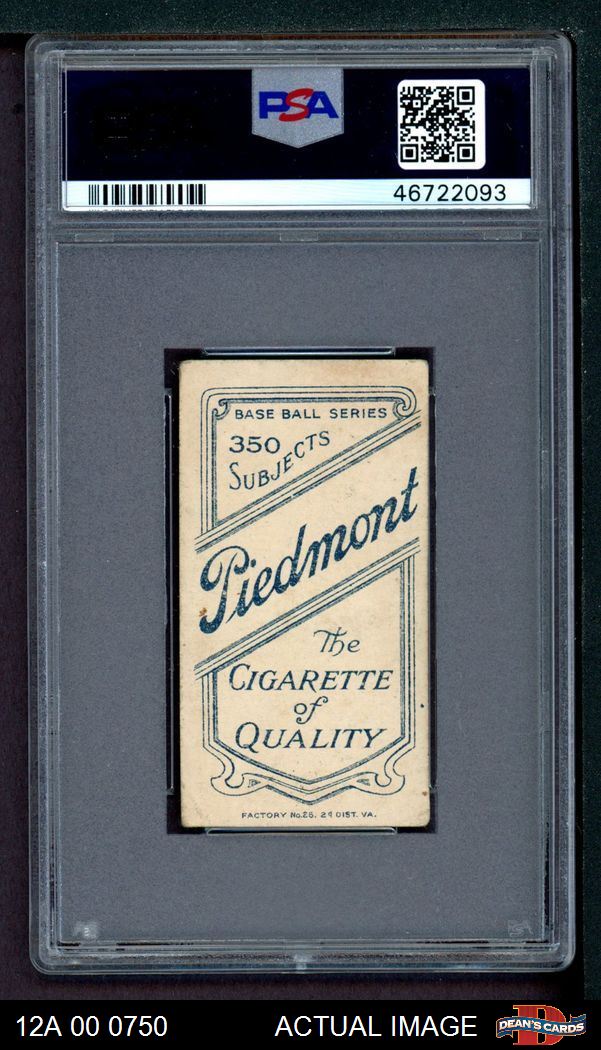 PSA
46722093
BASE BALL SERIES
350
SUBJECTS
Piedmont
The
CIGARETTE
of
QUALITY
FACTORY No.25. 2d DIST. VA.
12A 00 0750 ACTUAL IMAGE DEAN'S CARDS